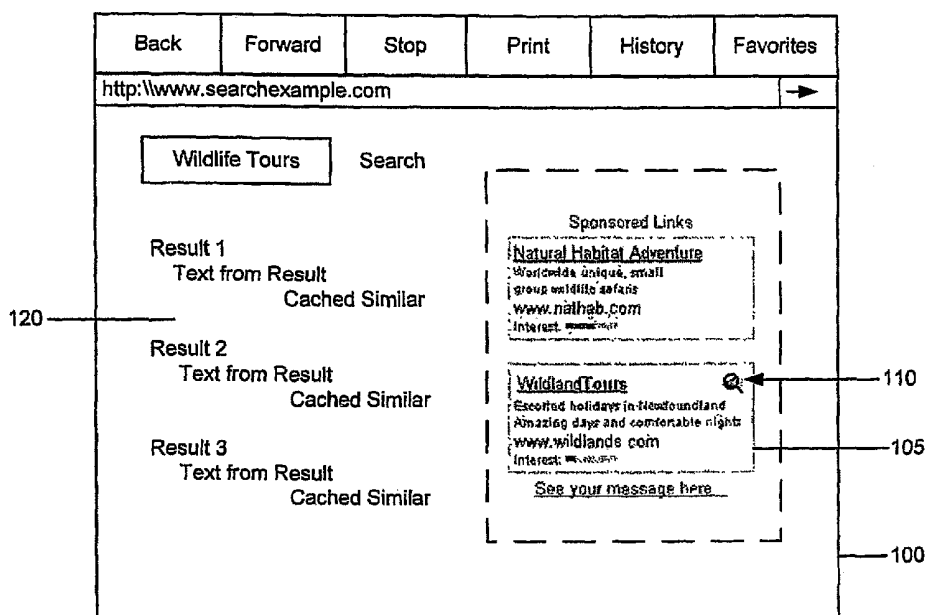 Back Forward Stop Print History Favorites
http:\\www.searchexample.com
Wildlife Tours Search
Sponsored Links
Natural Habitat Adventure
Worldwide unique, small
group wildlife safaris
www.nathab.com
Interest:
Result 1
Text from Result
Cached Similar
120
Result 2
Text from Result
Cached Similar
WildlandTours
110
Escorted holidays in Newfoundland
Amazing days and comfortable nights
www.wildlands.com
Interest:
105
Result 3
Text from Result
Cached Similar
See your message here
100